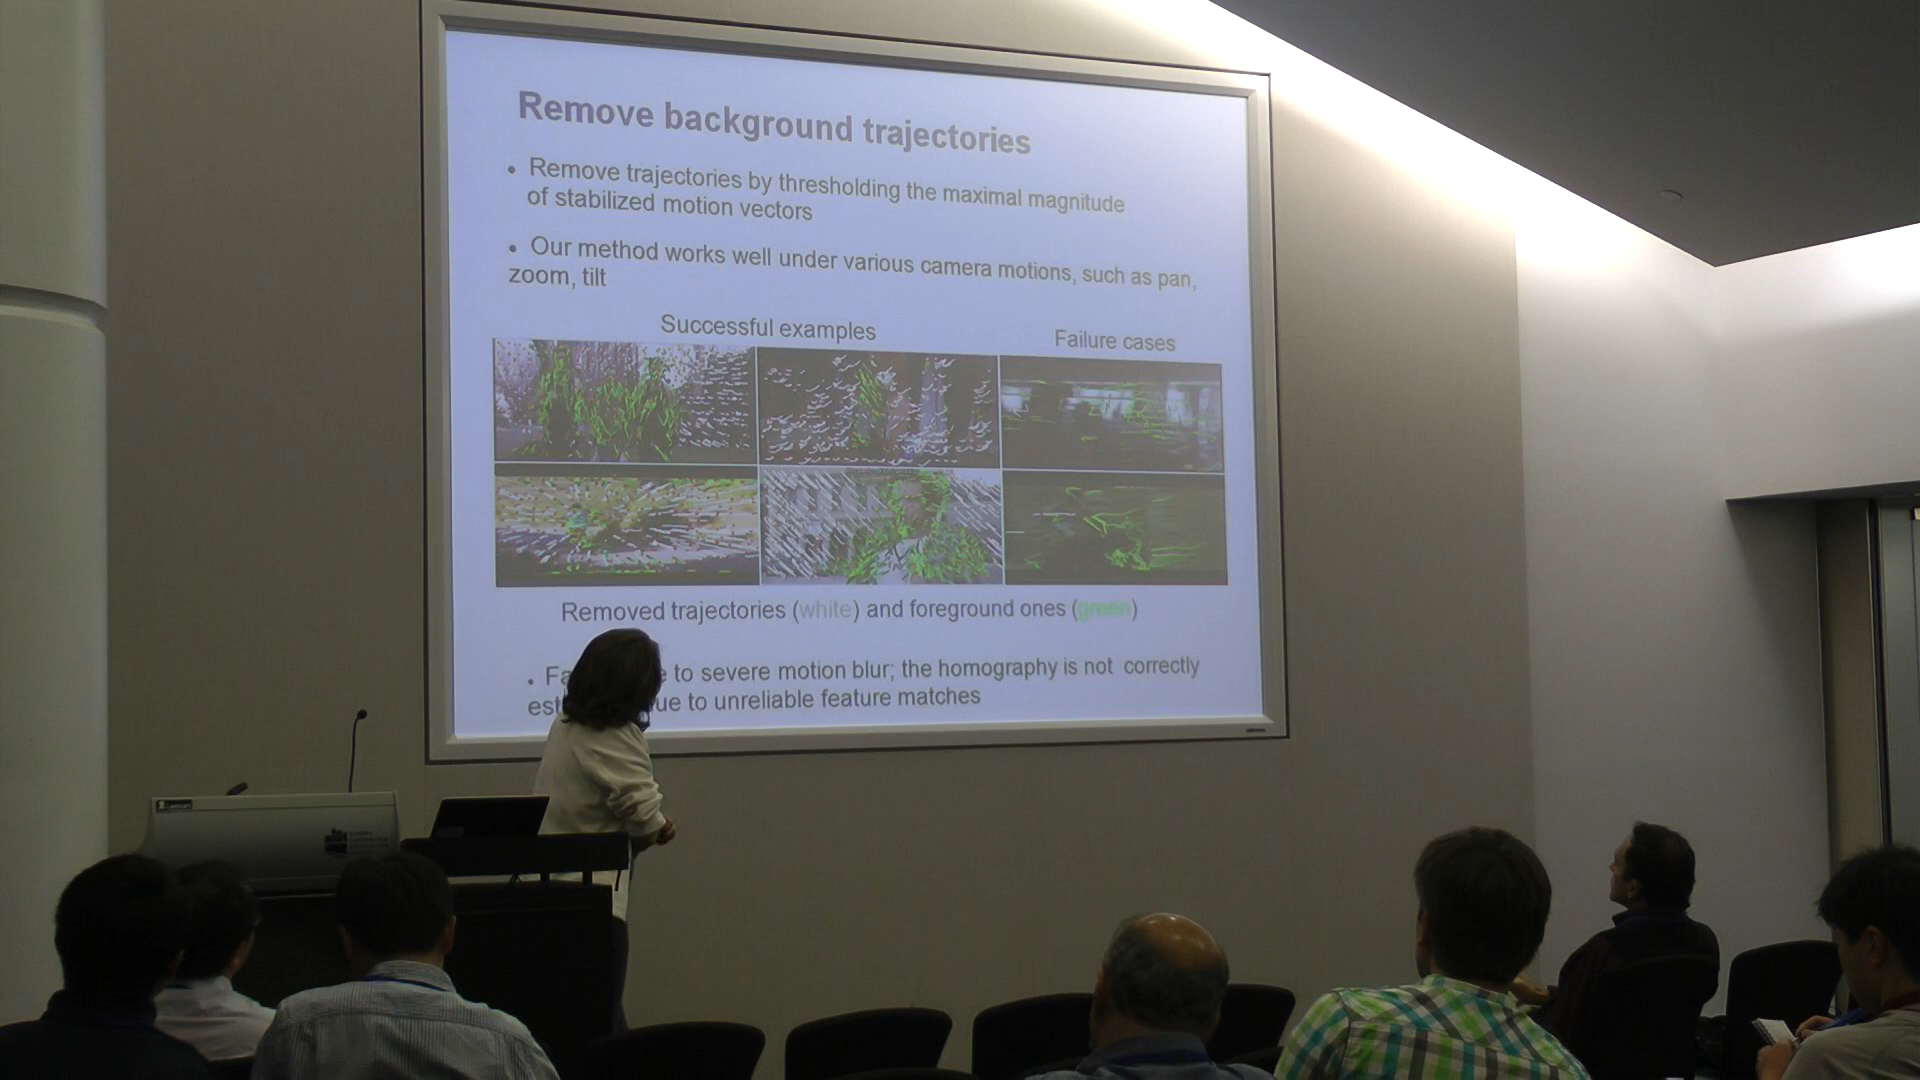 Remove background trajectories
• Remove trajectories by thresholding the maximal magnitude
of stabilized motion vectors
• Our method works well under various camera motions, such as pan,
zoom, tilt
Successful examples
Failure cases
Removed trajectories (white) and foreground ones (green)
• to severe motion blur; the homography is not correctly
to unreliable feature matches